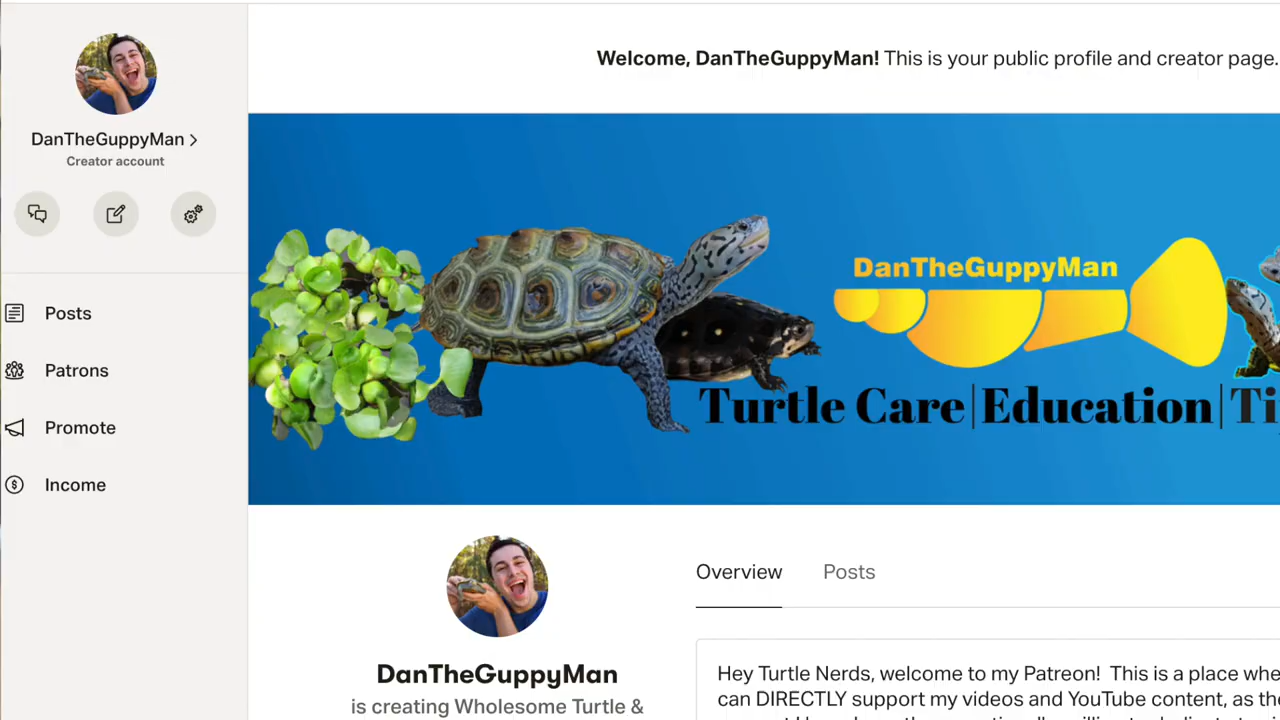 DanTheGuppyMan
Creator account
Posts
Patrons
Promote
Income
Welcome, DanTheGuppyMan! This is your public profile and creator page.
DanTheGuppyMan
Turtle Care|Education|Ti
DanTheGuppyMan
is creating Wholesome Turtle &
Overview Posts
Hey Turtle Nerds, welcome to my Patreon! This is a place whe
can DIRECTLY support my videos and YouTube content, as the